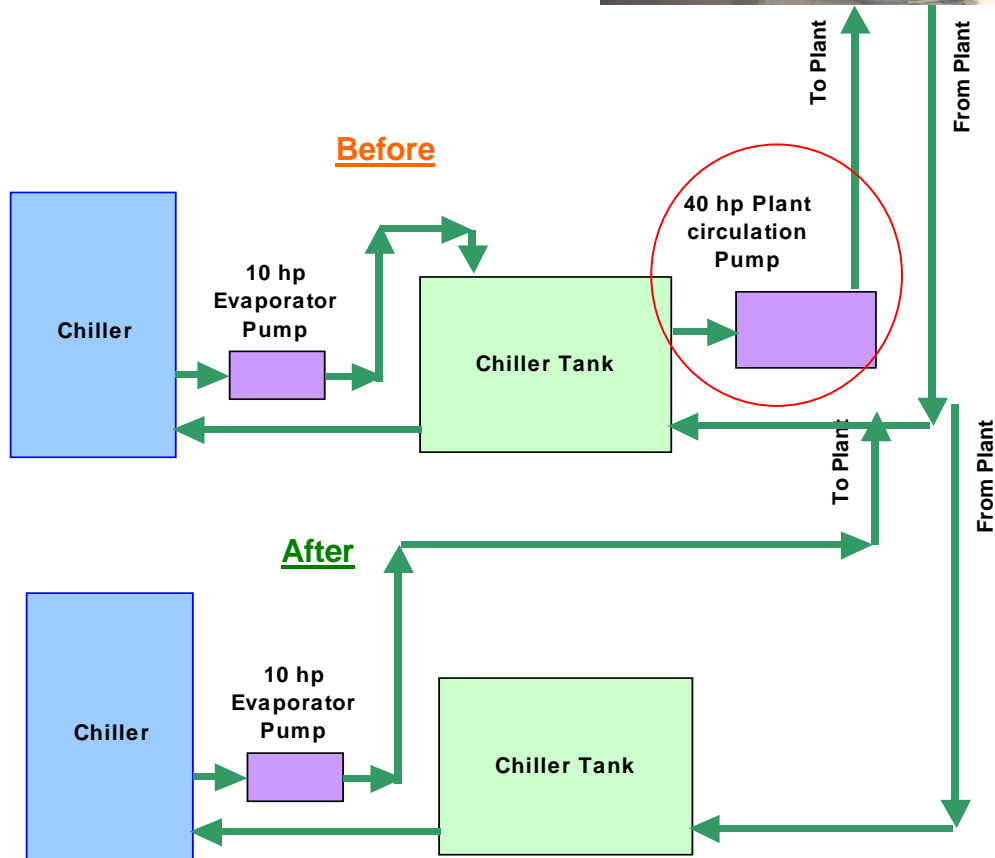 To Plant
From Plant
Before
40 hp Plant
circulation
Pump
10 hp
Evaporator
Pump
Chiller
Chiller Tank
To Plant
From Plant
After
10 hp
Evaporator
Pump
Chiller
Chiller Tank